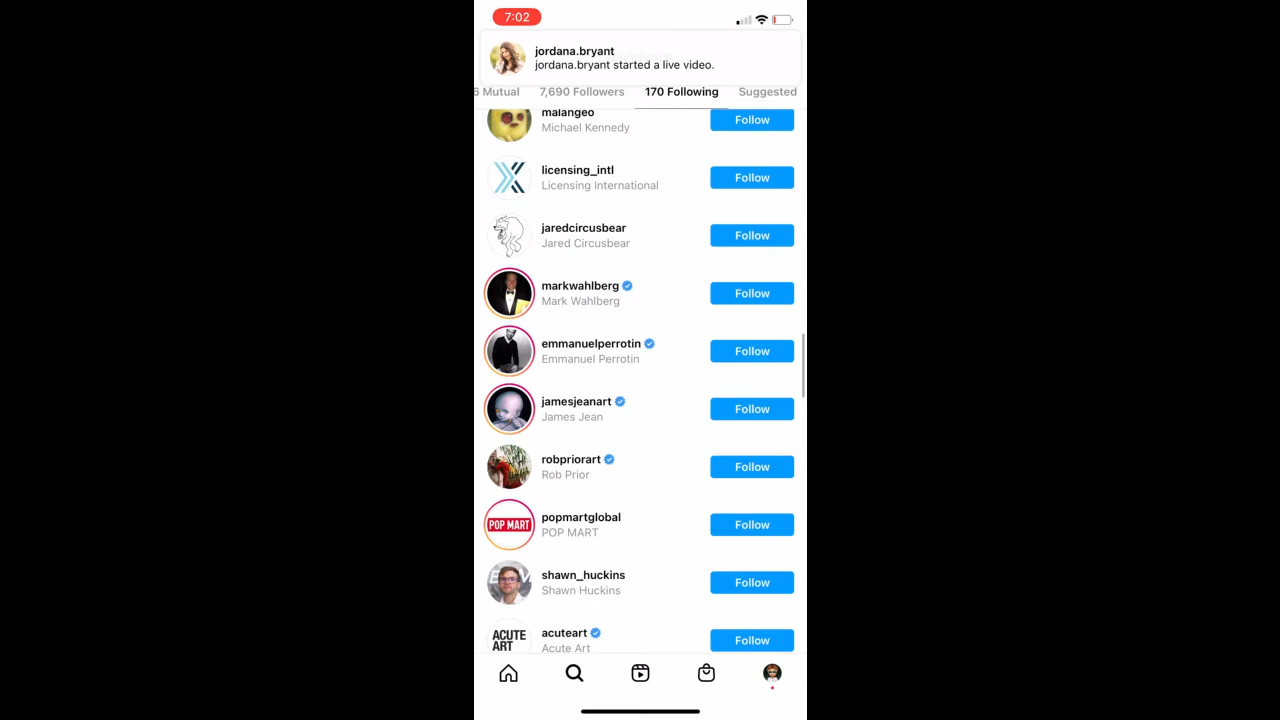 7:02
jordana.bryant
jordana.bryant started a live video.
6 Mutual 7,690 Followers 170 Following Suggested
malangeo
Michael Kennedy
Follow
licensing_intl
Licensing International
Follow
jaredcircusbear
Jared Circusbear
Follow
markwahlberg
Mark Wahlberg
Follow
emmanuelperrotin
Emmanuel Perrotin
Follow
jamesjeanart
James Jean
Follow
robpriorart
Rob Prior
Follow
POP MART
popmartglobal
POP MART
Follow
shawn_huckins
Shawn Huckins
Follow
ACUTE
ART
acuteart
Acute Art
Follow